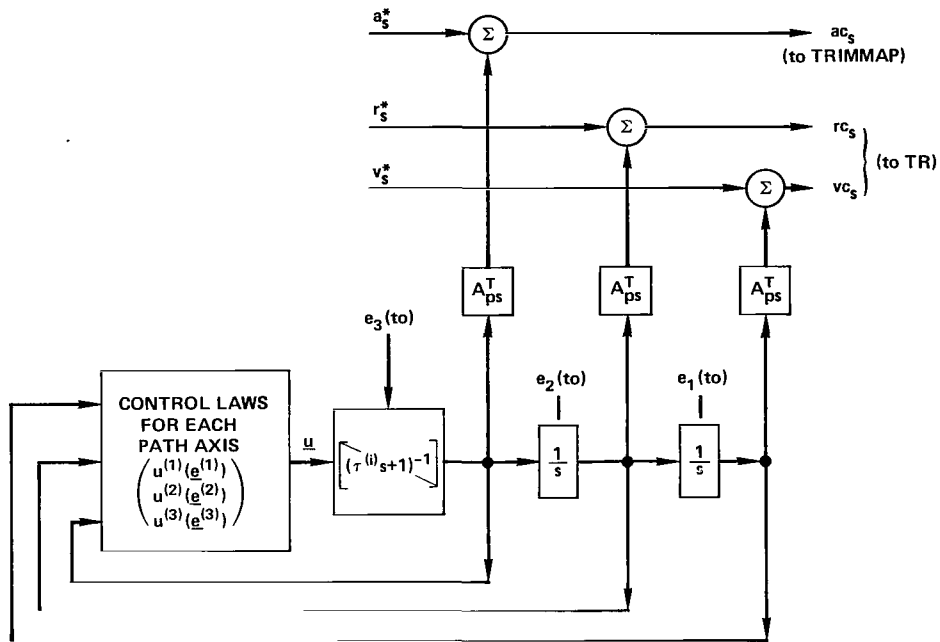 a*ₛ Σ acₛ
(to TRIMMAP)
r*ₛ Σ rcₛ
(to TR)
v*ₛ Σ vcₛ
Aᵀₚₛ Aᵀₚₛ Aᵀₚₛ
e₃(to)
e₂(to) e₁(to)
CONTROL LAWS
FOR EACH
PATH AXIS
u⁽¹⁾(e⁽¹⁾)
u⁽²⁾(e⁽²⁾)
u⁽³⁾(e⁽³⁾)
u
[(τ⁽ⁱ⁾s+1)⁻¹]
1/s 1/s